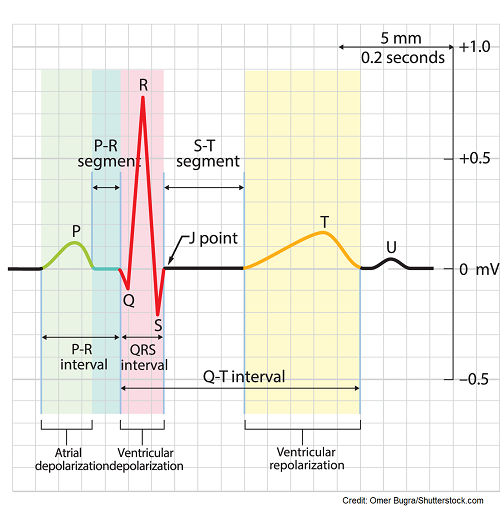 5 mm
0.2 seconds
+1.0
R
P-R
segment
S-T
segment
+0.5
P
J point
T
U
0 mV
Q
S
P-R
interval
QRS
interval
Q-T interval
−0.5
Atrial
depolarization
Ventricular
depolarization
Ventricular
repolarization
Credit: Omer Bugra/Shutterstock.com